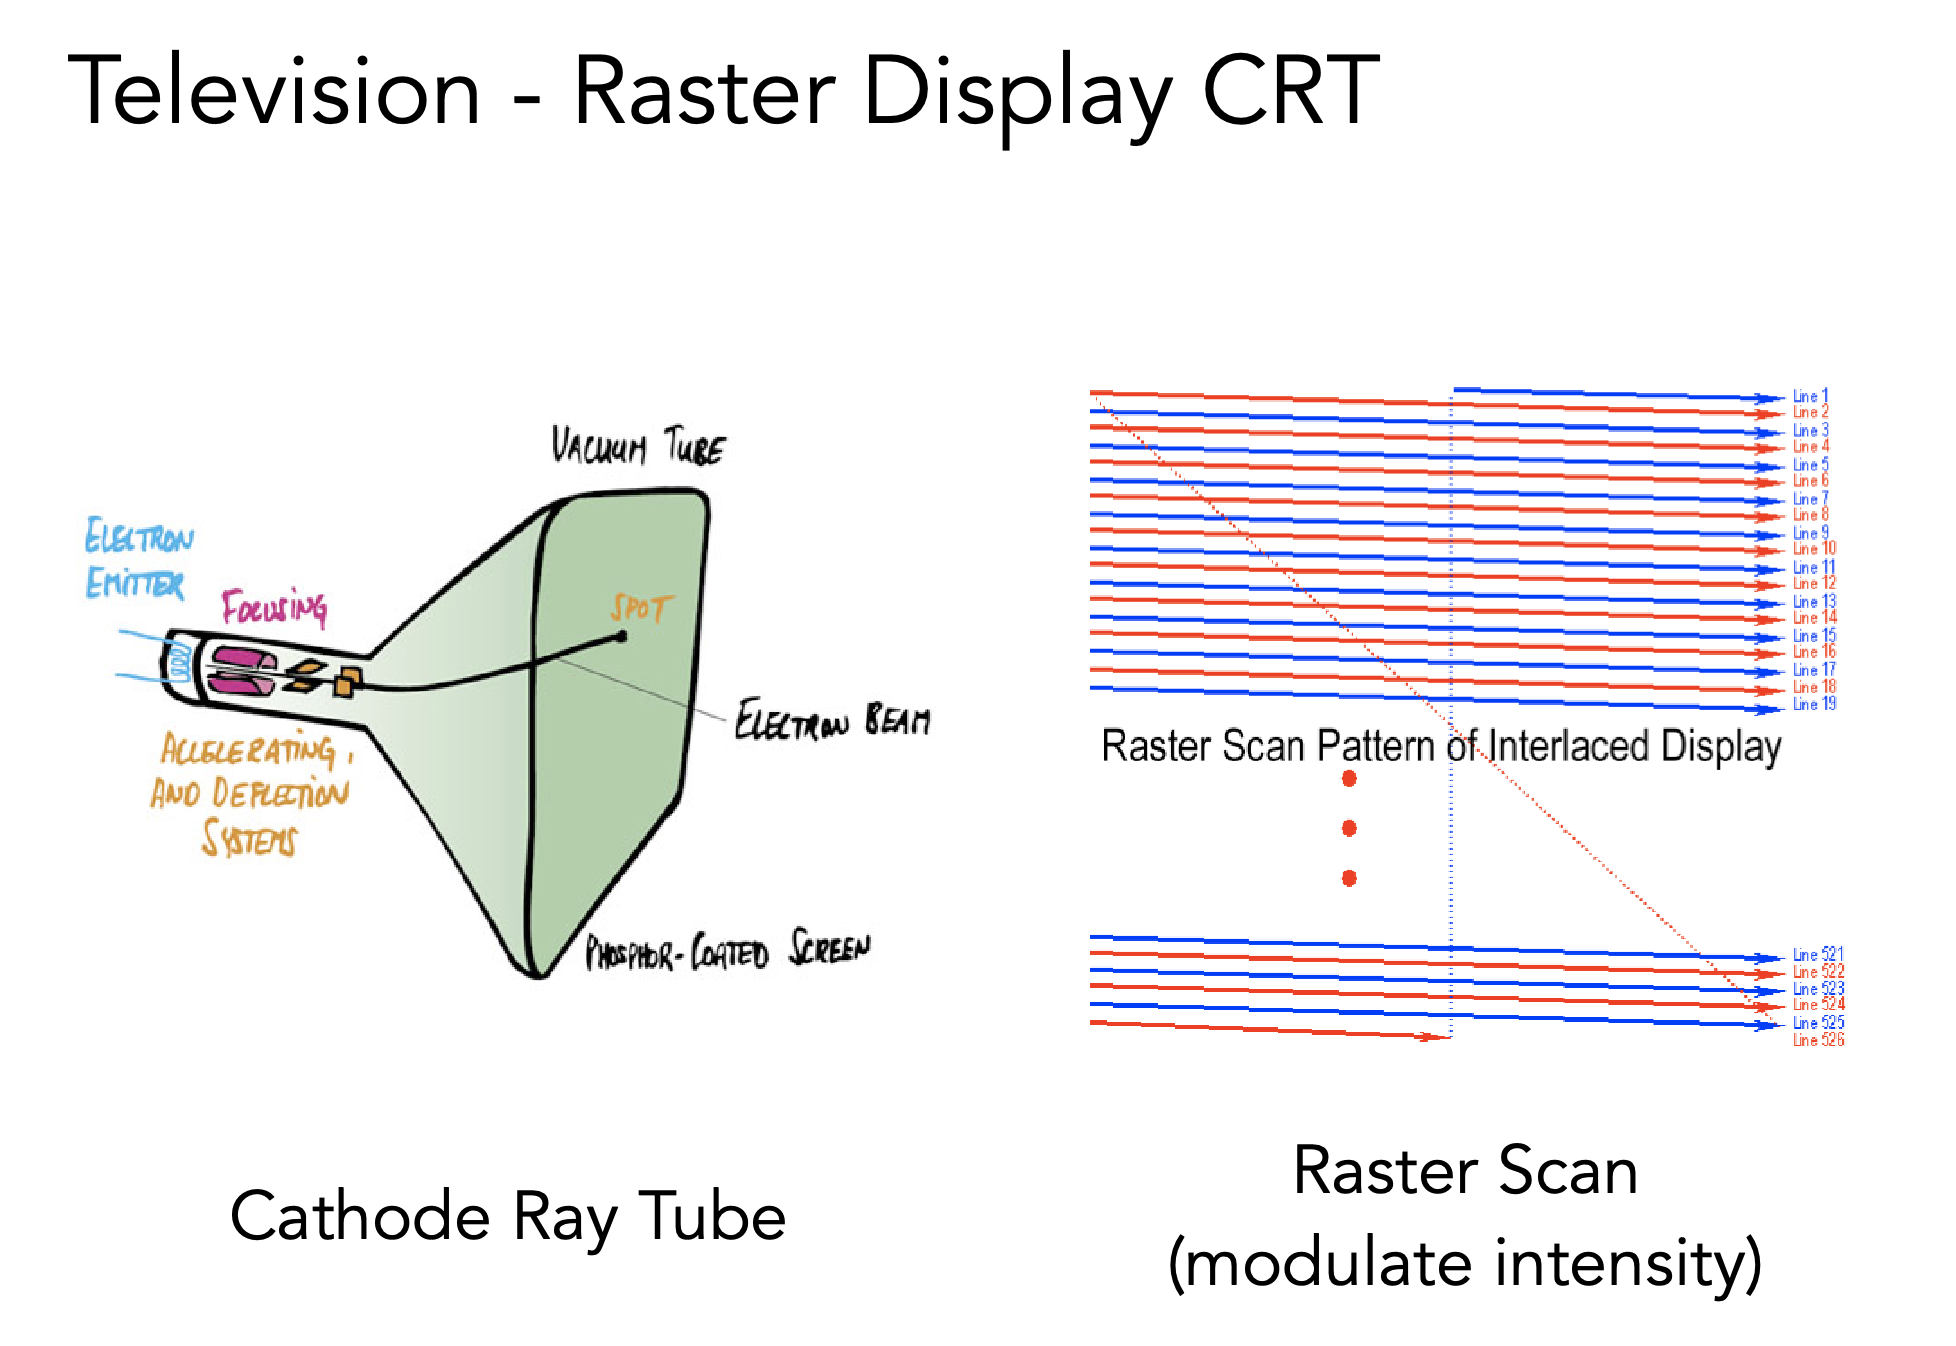 Television - Raster Display CRT
VACUUM TUBE
ELECTRON
EMITTER
FOCUSING
SPOT
ELECTRON BEAM
ACCELERATING,
AND DEFLECTION
SYSTEMS
PHOSPHOR-COATED SCREEN
Cathode Ray Tube
Line 1
Line 2
Line 3
Line 4
Line 5
Line 6
Line 7
Line 8
Line 9
Line 10
Line 11
Line 12
Line 13
Line 14
Line 15
Line 16
Line 17
Line 18
Line 19
Raster Scan Pattern of Interlaced Display
Line 521
Line 522
Line 523
Line 524
Line 525
Line 526
Raster Scan
(modulate intensity)